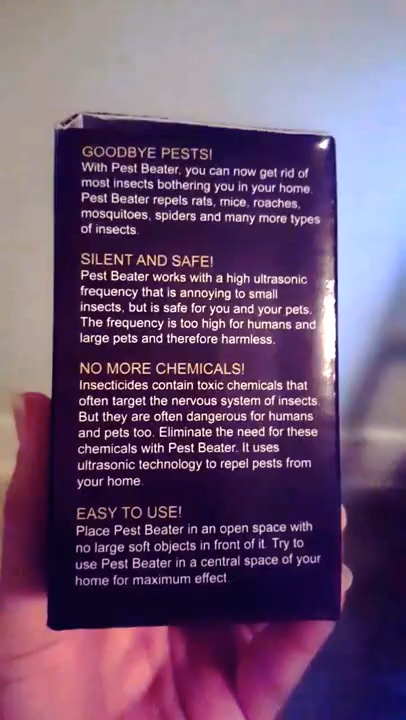 GOODBYE PESTS!
With Pest Beater, you can now get rid of
most insects bothering you in your home.
Pest Beater repels rats, mice, roaches,
mosquitoes, spiders and many more types
of insects.
SILENT AND SAFE!
Pest Beater works with a high ultrasonic
frequency that is annoying to small
insects, but is safe for you and your pets.
The frequency is too high for humans and
large pets and therefore harmless.
NO MORE CHEMICALS!
Insecticides contain toxic chemicals that
often target the nervous system of insects.
But they are often dangerous for humans
and pets too. Eliminate the need for these
chemicals with Pest Beater. It uses
ultrasonic technology to repel pests from
your home.
EASY TO USE!
Place Pest Beater in an open space with
no large soft objects in front of it. Try to
use Pest Beater in a central space of your
home for maximum effect.